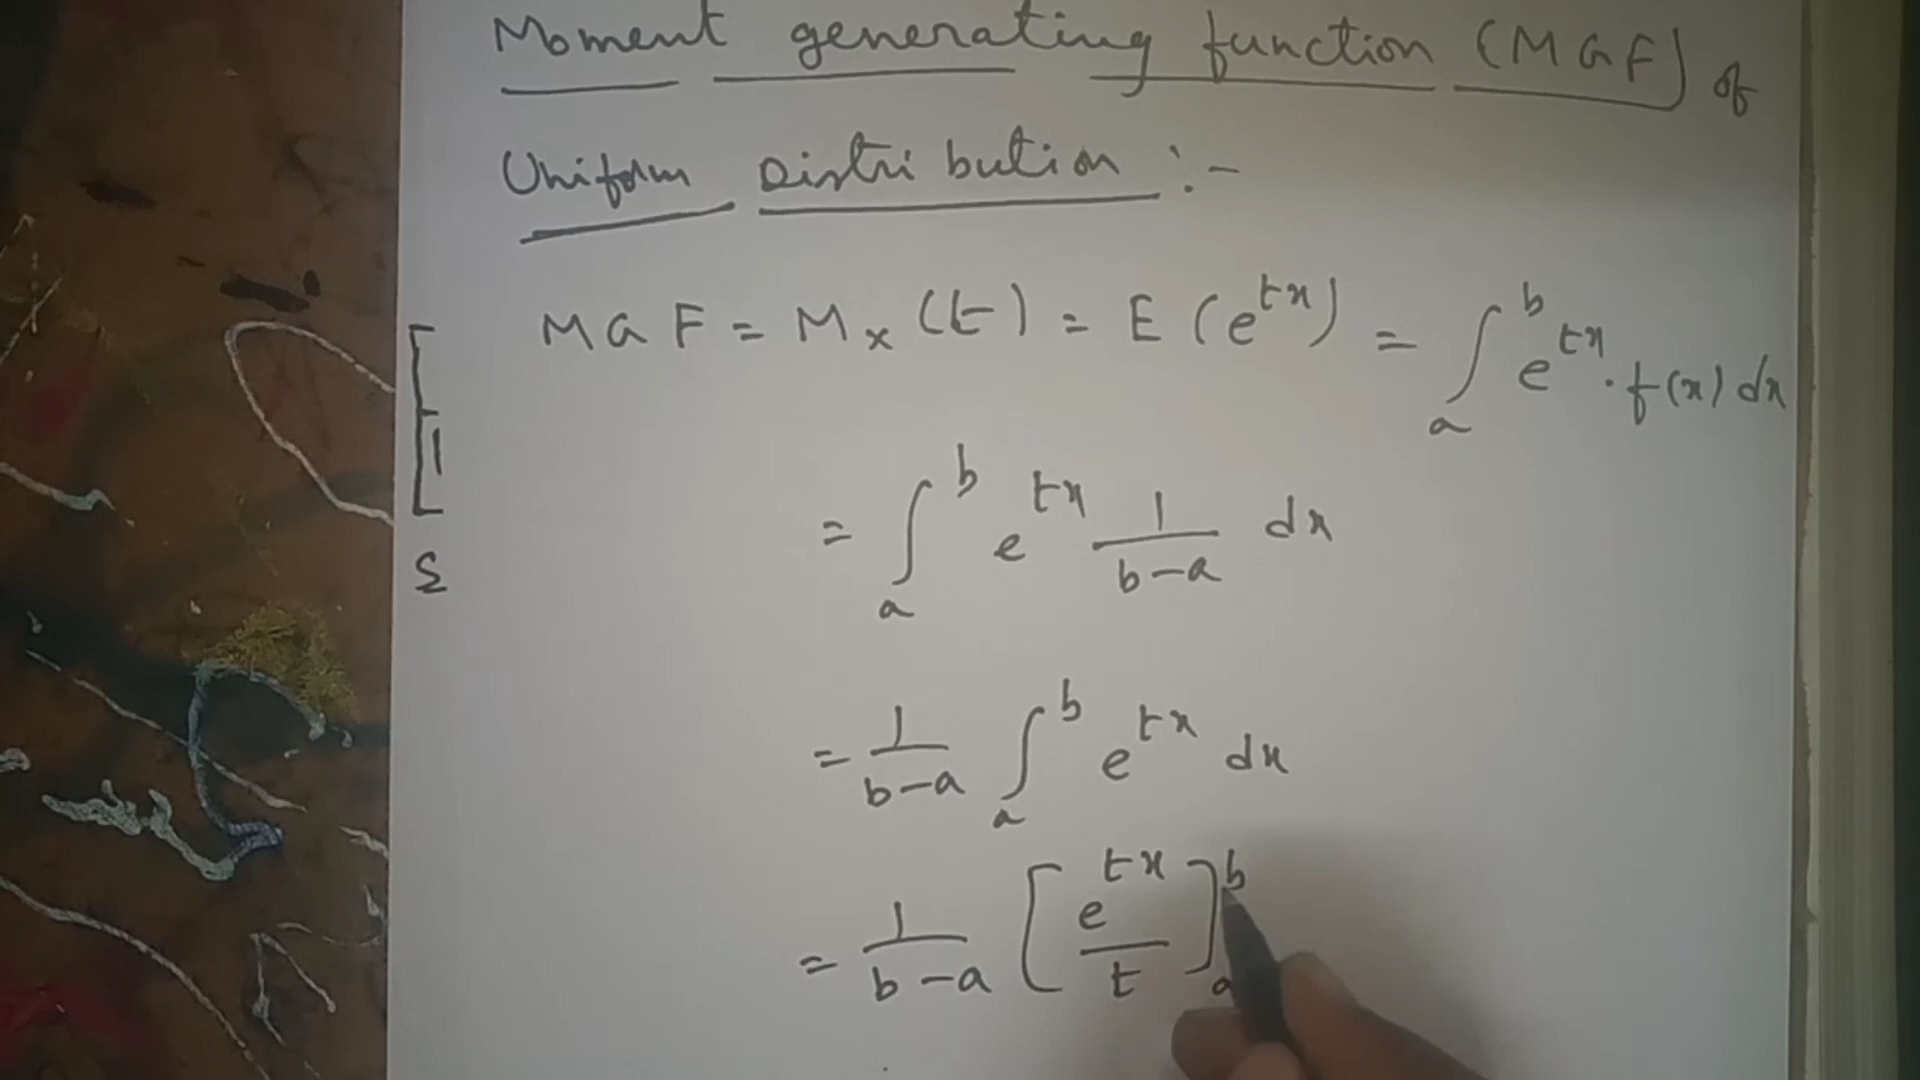 Moment generating function (MGF) of
Uniform Distribution :-
MGF = Mx (t) = E (e^tx) = ∫_a^b e^tx . f(x) dx
= ∫_a^b e^tx 1/(b-a) dx
= 1/(b-a) ∫_a^b e^tx dx
= 1/(b-a) [e^tx / t]_a^b